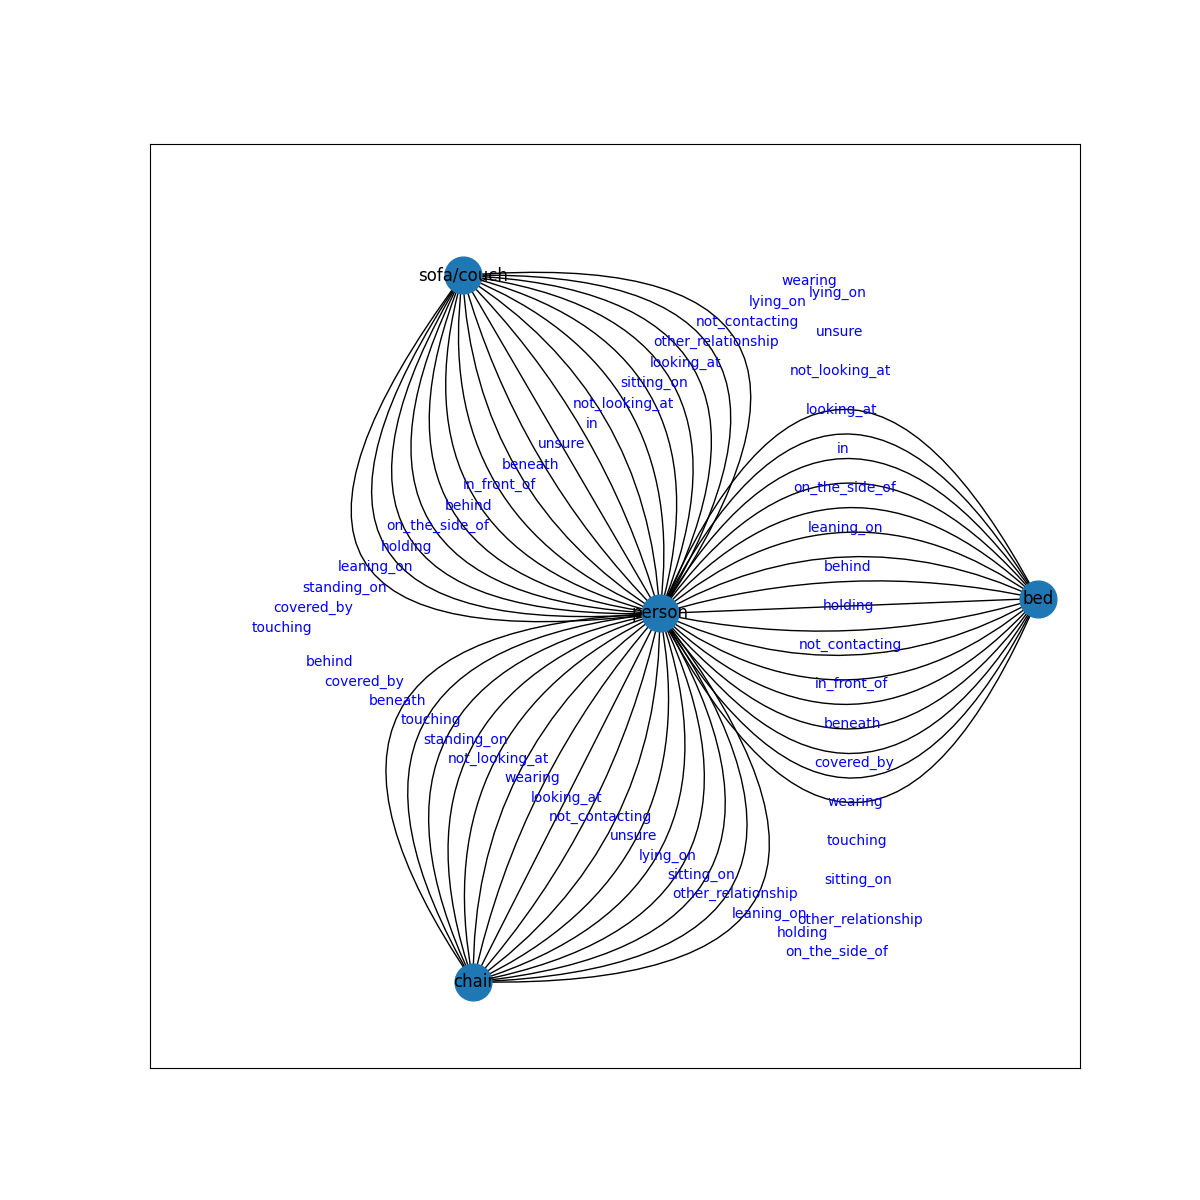 sofa/couch
wearing
lying_on
lying_on
not_contacting
unsure
other_relationship
looking_at
not_looking_at
sitting_on
not_looking_at
looking_at
in
unsure
in
beneath
in_front_of
on_the_side_of
behind
on_the_side_of
leaning_on
holding
leaning_on
behind
standing_on
covered_by
touching
bed
holding
person
not_contacting
behind
covered_by
in_front_of
beneath
touching
beneath
standing_on
not_looking_at
covered_by
wearing
looking_at
wearing
not_contacting
unsure
touching
lying_on
sitting_on
sitting_on
other_relationship
leaning_on
other_relationship
holding
on_the_side_of
chair